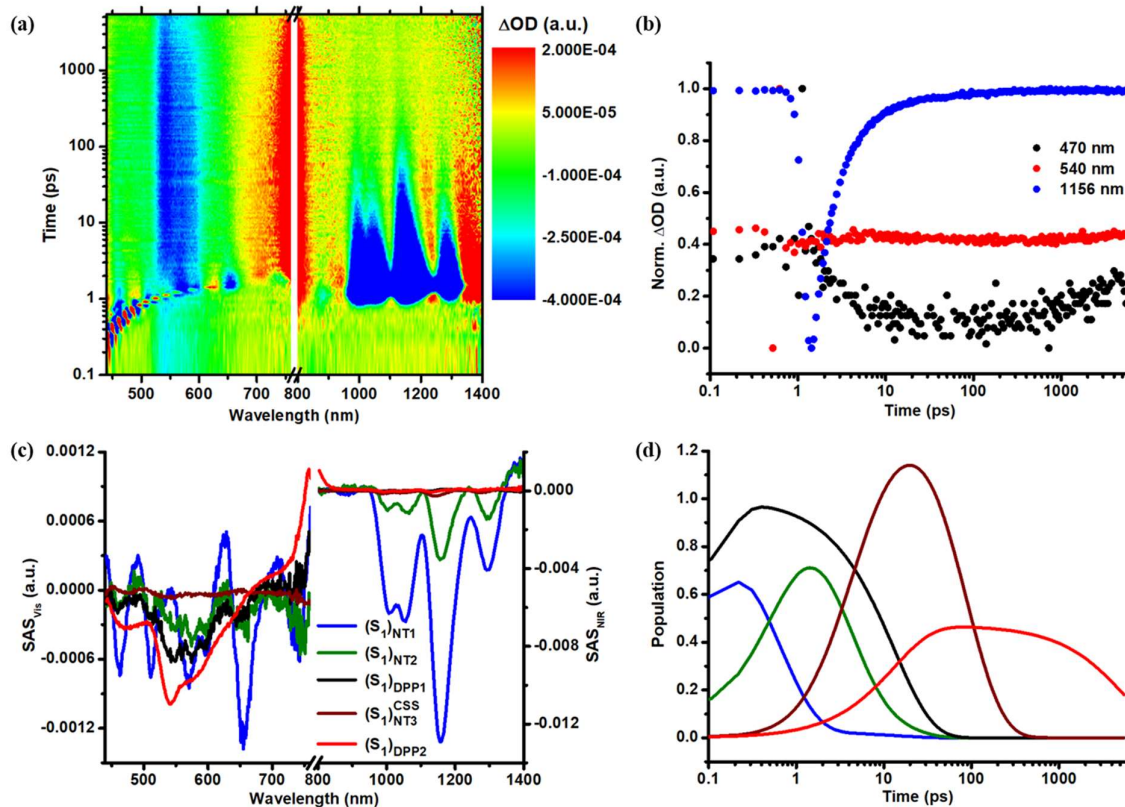 (a)
ΔOD (a.u.)
2.000E-04
5.000E-05
-1.000E-04
-2.500E-04
-4.000E-04
Time (ps)
1000
100
10
1
0.1
500
600
700
800
1000
1200
1400
Wavelength (nm)
(b)
Norm. ΔOD (a.u.)
1.0
0.8
0.6
0.4
0.2
0.0
470 nm
540 nm
1156 nm
0.1
1
10
100
1000
Time (ps)
(c)
SAS_Vis (a.u.)
0.0012
0.0006
0.0000
-0.0006
-0.0012
(S₁)_NT1
(S₁)_NT2
(S₁)_DPP1
(S₁)_NT3^CSS
(S₁)_DPP2
0.000
-0.004
-0.008
-0.012
SAS_NIR (a.u.)
500
600
700
800
1000
1200
1400
Wavelength (nm)
(d)
Population
1.2
1.0
0.8
0.6
0.4
0.2
0.0
0.1
1
10
100
1000
Time (ps)